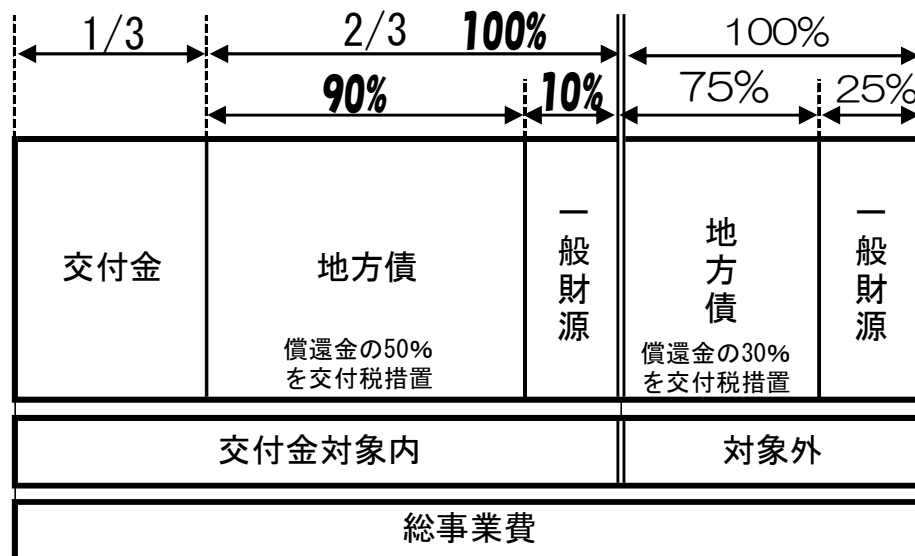 1/3
2/3
100%
100%
90%
10%
75%
25%
交付金
地方債
償還金の50%
を交付税措置
一般財源
地方債
償還金の30%
を交付税措置
一般財源
交付金対象内
対象外
総事業費